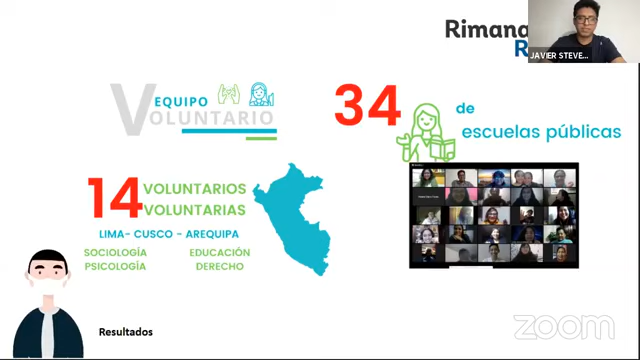 Rimana
R
JAVIER STEVE...
EQUIPO
VOLUNTARIO
34
de
escuelas públicas
14 VOLUNTARIOS
VOLUNTARIAS
LIMA- CUSCO - AREQUIPA
SOCIOLOGÍA EDUCACIÓN
PSICOLOGÍA DERECHO
Resultados
zoom